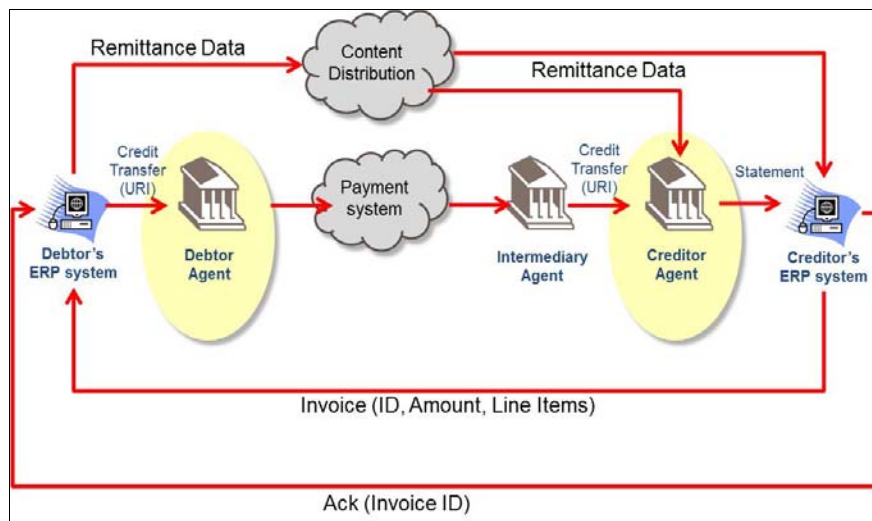 Remittance Data
Content
Distribution
Remittance Data
Credit
Transfer
(URI)
Payment
system
Credit
Transfer
(URI)
Statement
Debtor's
ERP system
Debtor
Agent
Intermediary
Agent
Creditor
Agent
Creditor's
ERP system
Invoice (ID, Amount, Line Items)
Ack (Invoice ID)